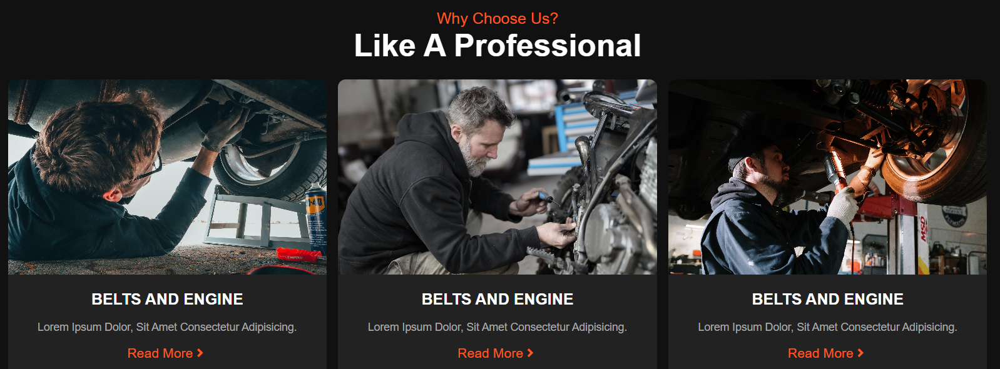 Why Choose Us?
Like A Professional
MSD
BELTS AND ENGINE
BELTS AND ENGINE
BELTS AND ENGINE
Lorem Ipsum Dolor, Sit Amet Consectetur Adipisicing.
Lorem Ipsum Dolor, Sit Amet Consectetur Adipisicing.
Lorem Ipsum Dolor, Sit Amet Consectetur Adipisicing.
Read More
Read More
Read More